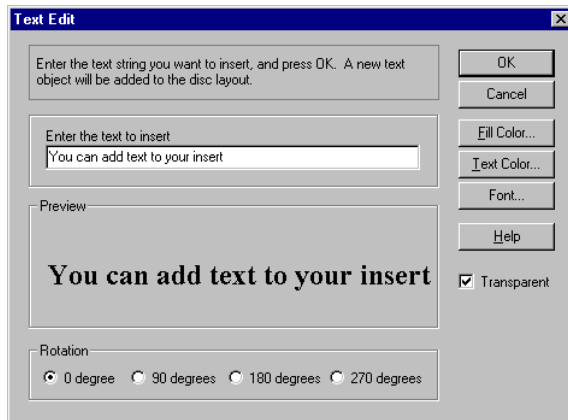 Text Edit
Enter the text string you want to insert, and press OK.  A new text
object will be added to the disc layout.
OK
Cancel
Enter the text to insert
You can add text to your insert
Fill Color...
Text Color...
Font...
Preview
Help
You can add text to your insert
Transparent
Rotation
0 degree 90 degrees 180 degrees 270 degrees